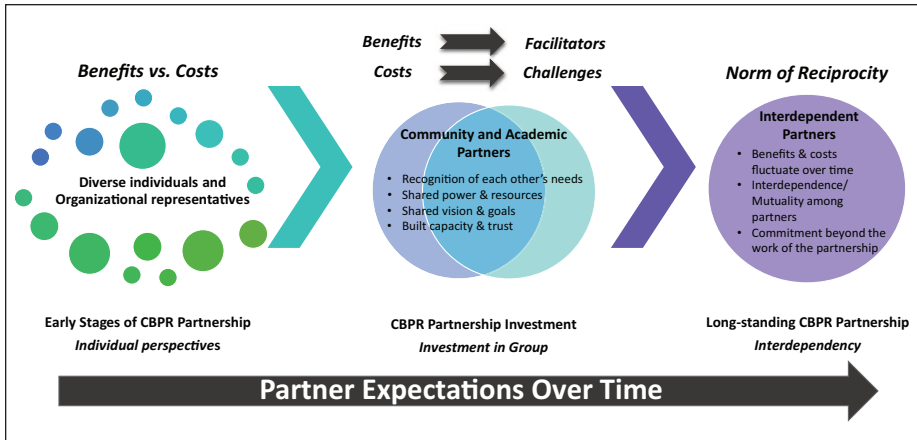 Benefits vs. Costs
Diverse individuals and
Organizational representatives
Early Stages of CBPR Partnership
Individual perspectives
Benefits
Facilitators
Costs
Challenges
Community and Academic
Partners
• Recognition of each other's needs
• Shared power & resources
• Shared vision & goals
• Built capacity & trust
CBPR Partnership Investment
Investment in Group
Norm of Reciprocity
Interdependent
Partners
• Benefits & costs
fluctuate over time
• Interdependence/
Mutuality among
partners
• Commitment beyond the
work of the partnership
Long-standing CBPR Partnership
Interdependency
Partner Expectations Over Time